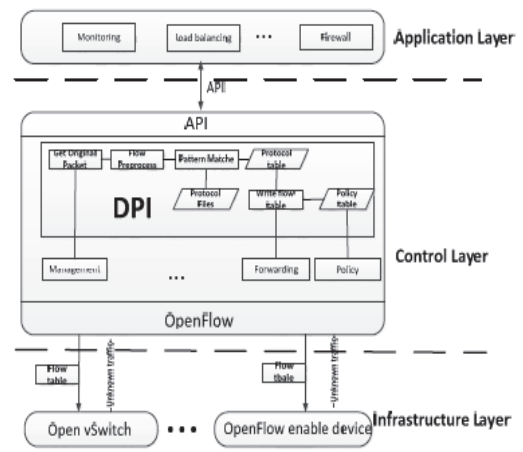 Monitoring
load balancing
...
Firewall
Application Layer
API
API
Get Original
Packet
Flow
Preprocess
Pattern Matche
Protocol
table
Protocol
Files
Write flow
table
Policy
table
DPI
Management
...
Forwarding
Policy
Control Layer
OpenFlow
Flow
table
Unknown traffic
Flow
tbale
Unknown traffic
Open vSwitch
...
OpenFlow enable device
Infrastructure Layer